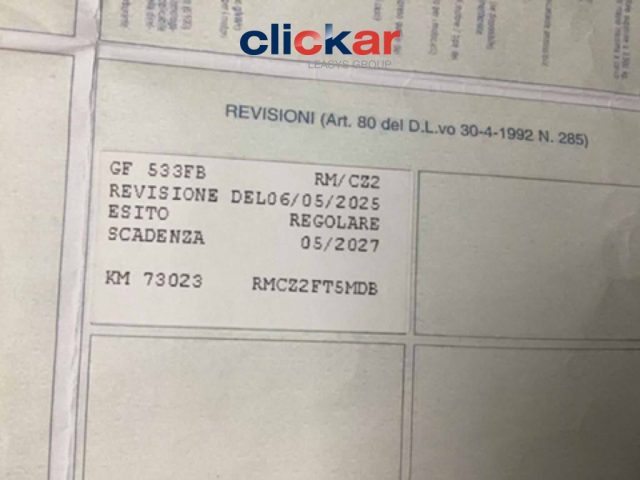 clickar
LEASYS GROUP
REVISIONI (Art. 80 del D.L.vo 30-4-1992 N. 285)
GF 533FB RM/CZ2
REVISIONE DEL06/05/2025
ESITO REGOLARE
SCADENZA 05/2027
KM 73023 RMCZ2FT5MDB